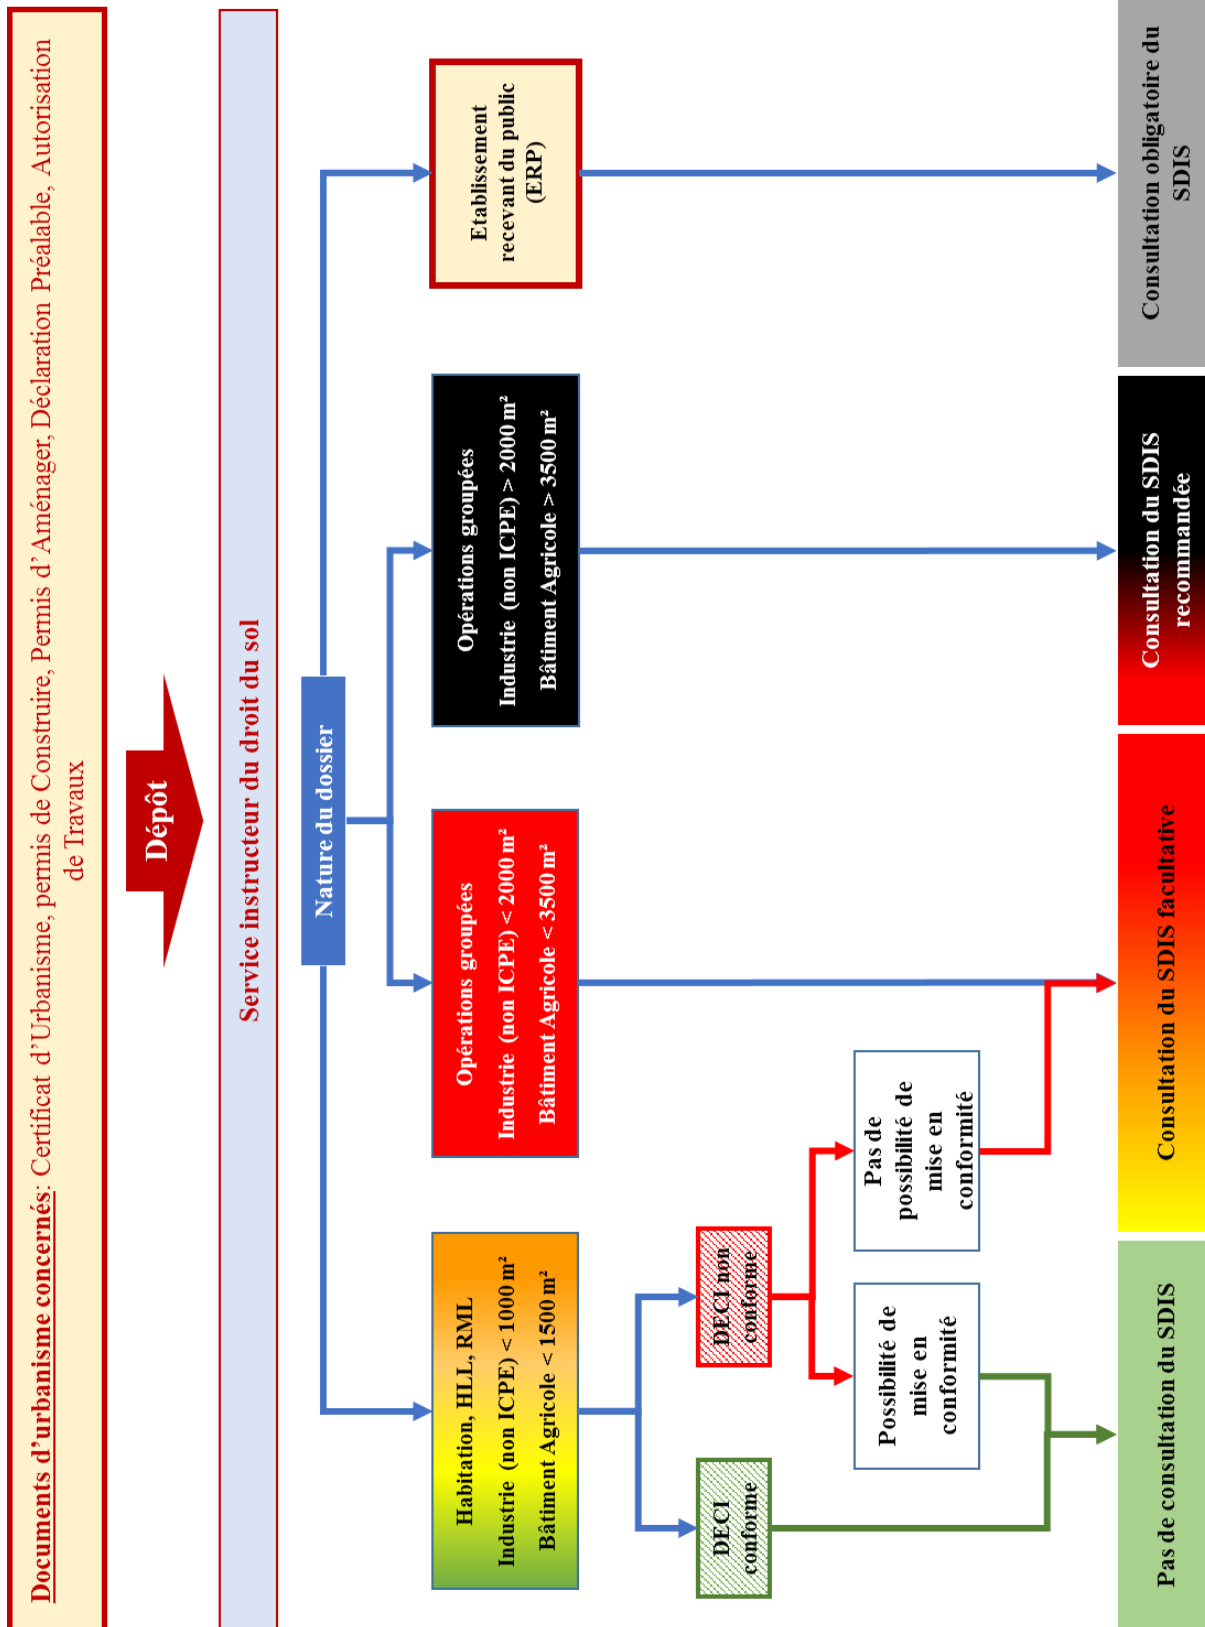 Documents d'urbanisme concernés: Certificat d'Urbanisme, permis de Construire, Permis d'Aménager, Déclaration Préalable, Autorisation
de Travaux
Dépôt
Service instructeur du droit du sol
Nature du dossier
Habitation, HLL, RML
Industrie (non ICPE) < 1000 m²
Bâtiment Agricole < 1500 m²
Opérations groupées
Industrie (non ICPE) < 2000 m²
Bâtiment Agricole < 3500 m²
Opérations groupées
Industrie (non ICPE) > 2000 m²
Bâtiment Agricole > 3500 m²
Etablissement
recevant du public
(ERP)
DECI
conforme
DECI non
conforme
Possibilité de
mise en
conformité
Pas de
possibilité de
mise en
conformité
Pas de consultation du SDIS
Consultation du SDIS facultative
Consultation du SDIS
recommandée
Consultation obligatoire du
SDIS